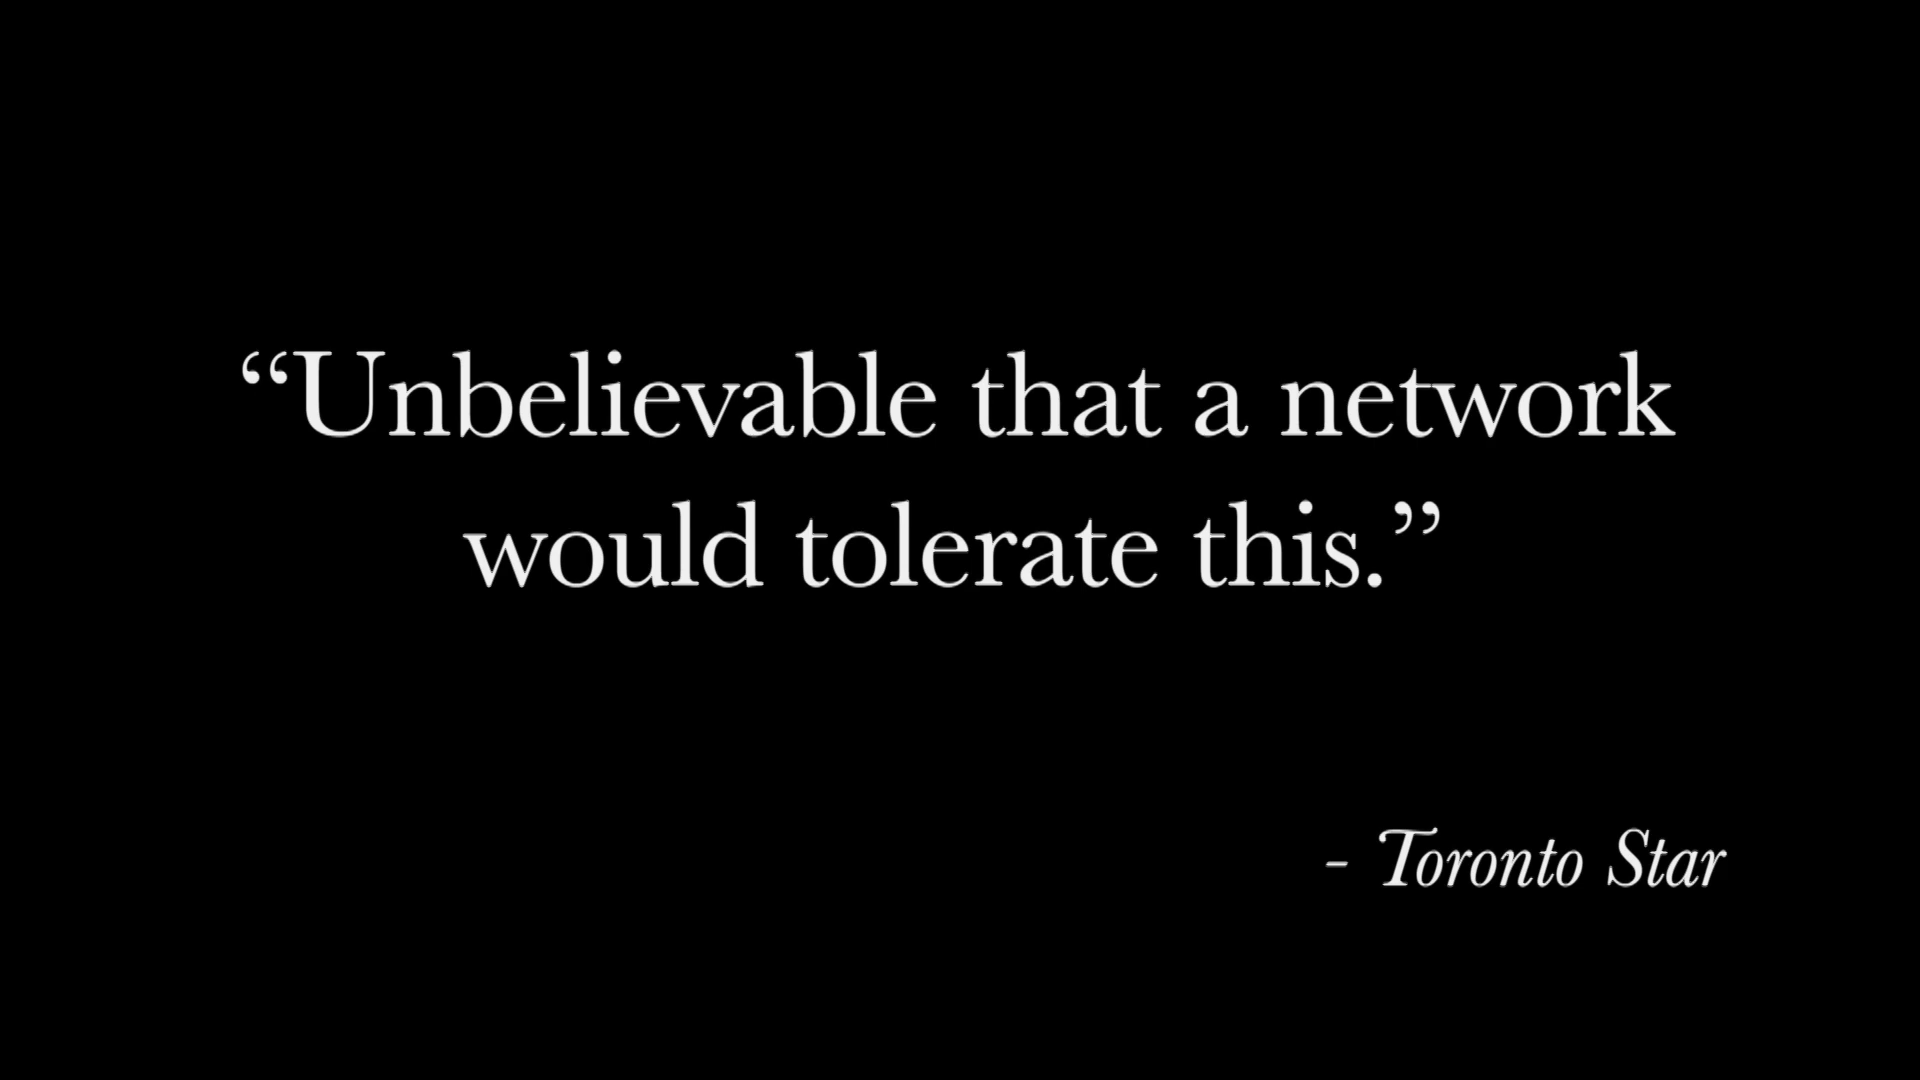 “Unbelievable that a network
would tolerate this.”
- Toronto Star